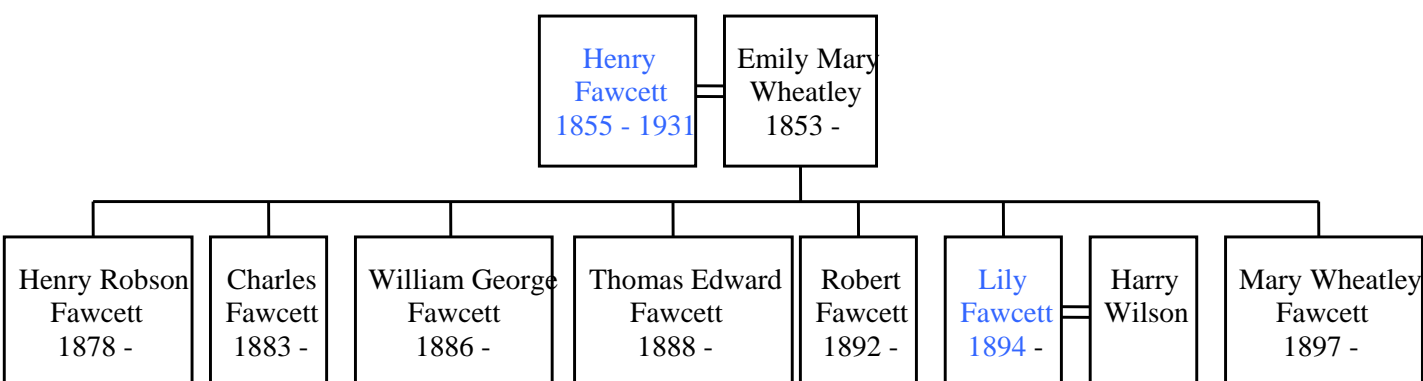 Henry
Fawcett
1855 - 1931
Emily Mary
Wheatley
1853 -
Henry Robson
Fawcett
1878 -
Charles
Fawcett
1883 -
William George
Fawcett
1886 -
Thomas Edward
Fawcett
1888 -
Robert
Fawcett
1892 -
Lily
Fawcett
1894 -
Harry
Wilson
Mary Wheatley
Fawcett
1897 -